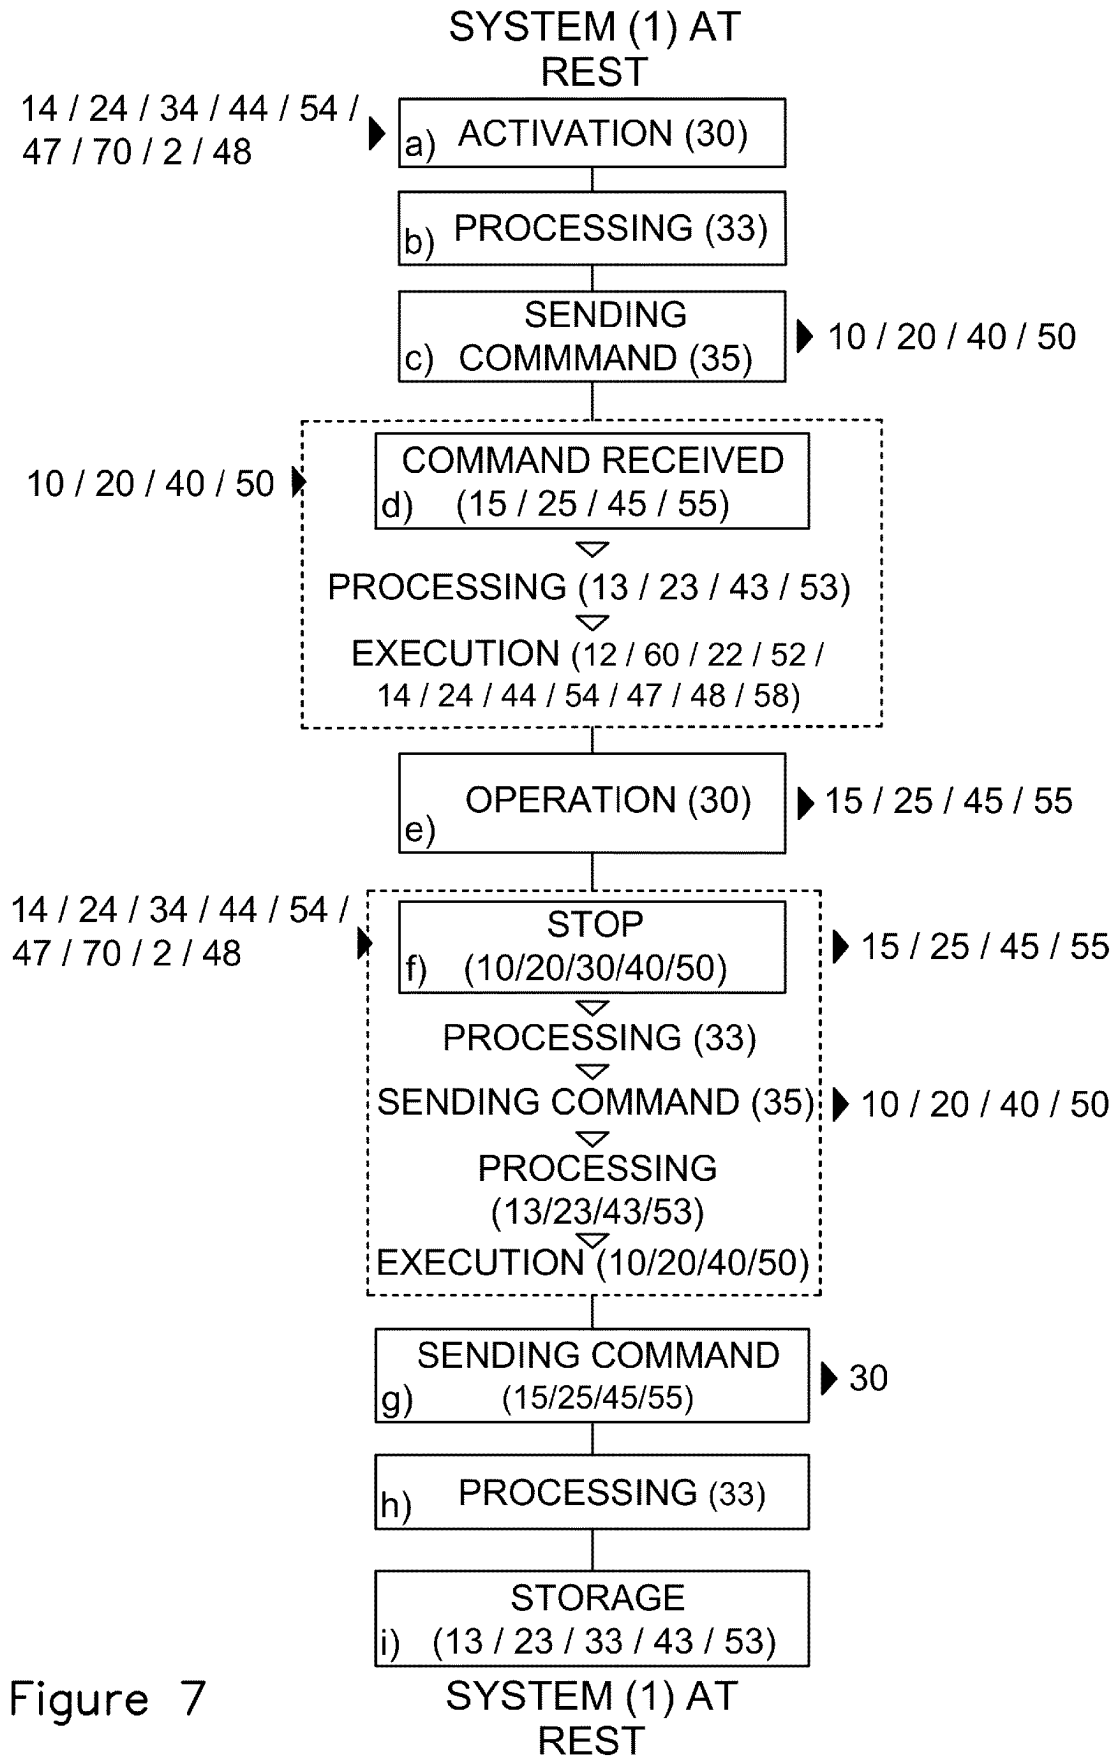 SYSTEM (1) AT
REST
14 / 24 / 34 / 44 / 54 /
47 / 70 / 2 / 48
a) ACTIVATION (30)
b) PROCESSING (33)
SENDING
c) COMMMAND (35)
10 / 20 / 40 / 50
10 / 20 / 40 / 50
COMMAND RECEIVED
d) (15 / 25 / 45 / 55)
PROCESSING (13 / 23 / 43 / 53)
EXECUTION (12 / 60 / 22 / 52 /
14 / 24 / 44 / 54 / 47 / 48 / 58)
e) OPERATION (30)
15 / 25 / 45 / 55
14 / 24 / 34 / 44 / 54 /
47 / 70 / 2 / 48
STOP
f) (10/20/30/40/50)
15 / 25 / 45 / 55
PROCESSING (33)
SENDING COMMAND (35)
10 / 20 / 40 / 50
PROCESSING
(13/23/43/53)
EXECUTION (10/20/40/50)
SENDING COMMAND
g) (15/25/45/55)
30
h) PROCESSING (33)
STORAGE
i) (13 / 23 / 33 / 43 / 53)
Figure 7
SYSTEM (1) AT
REST